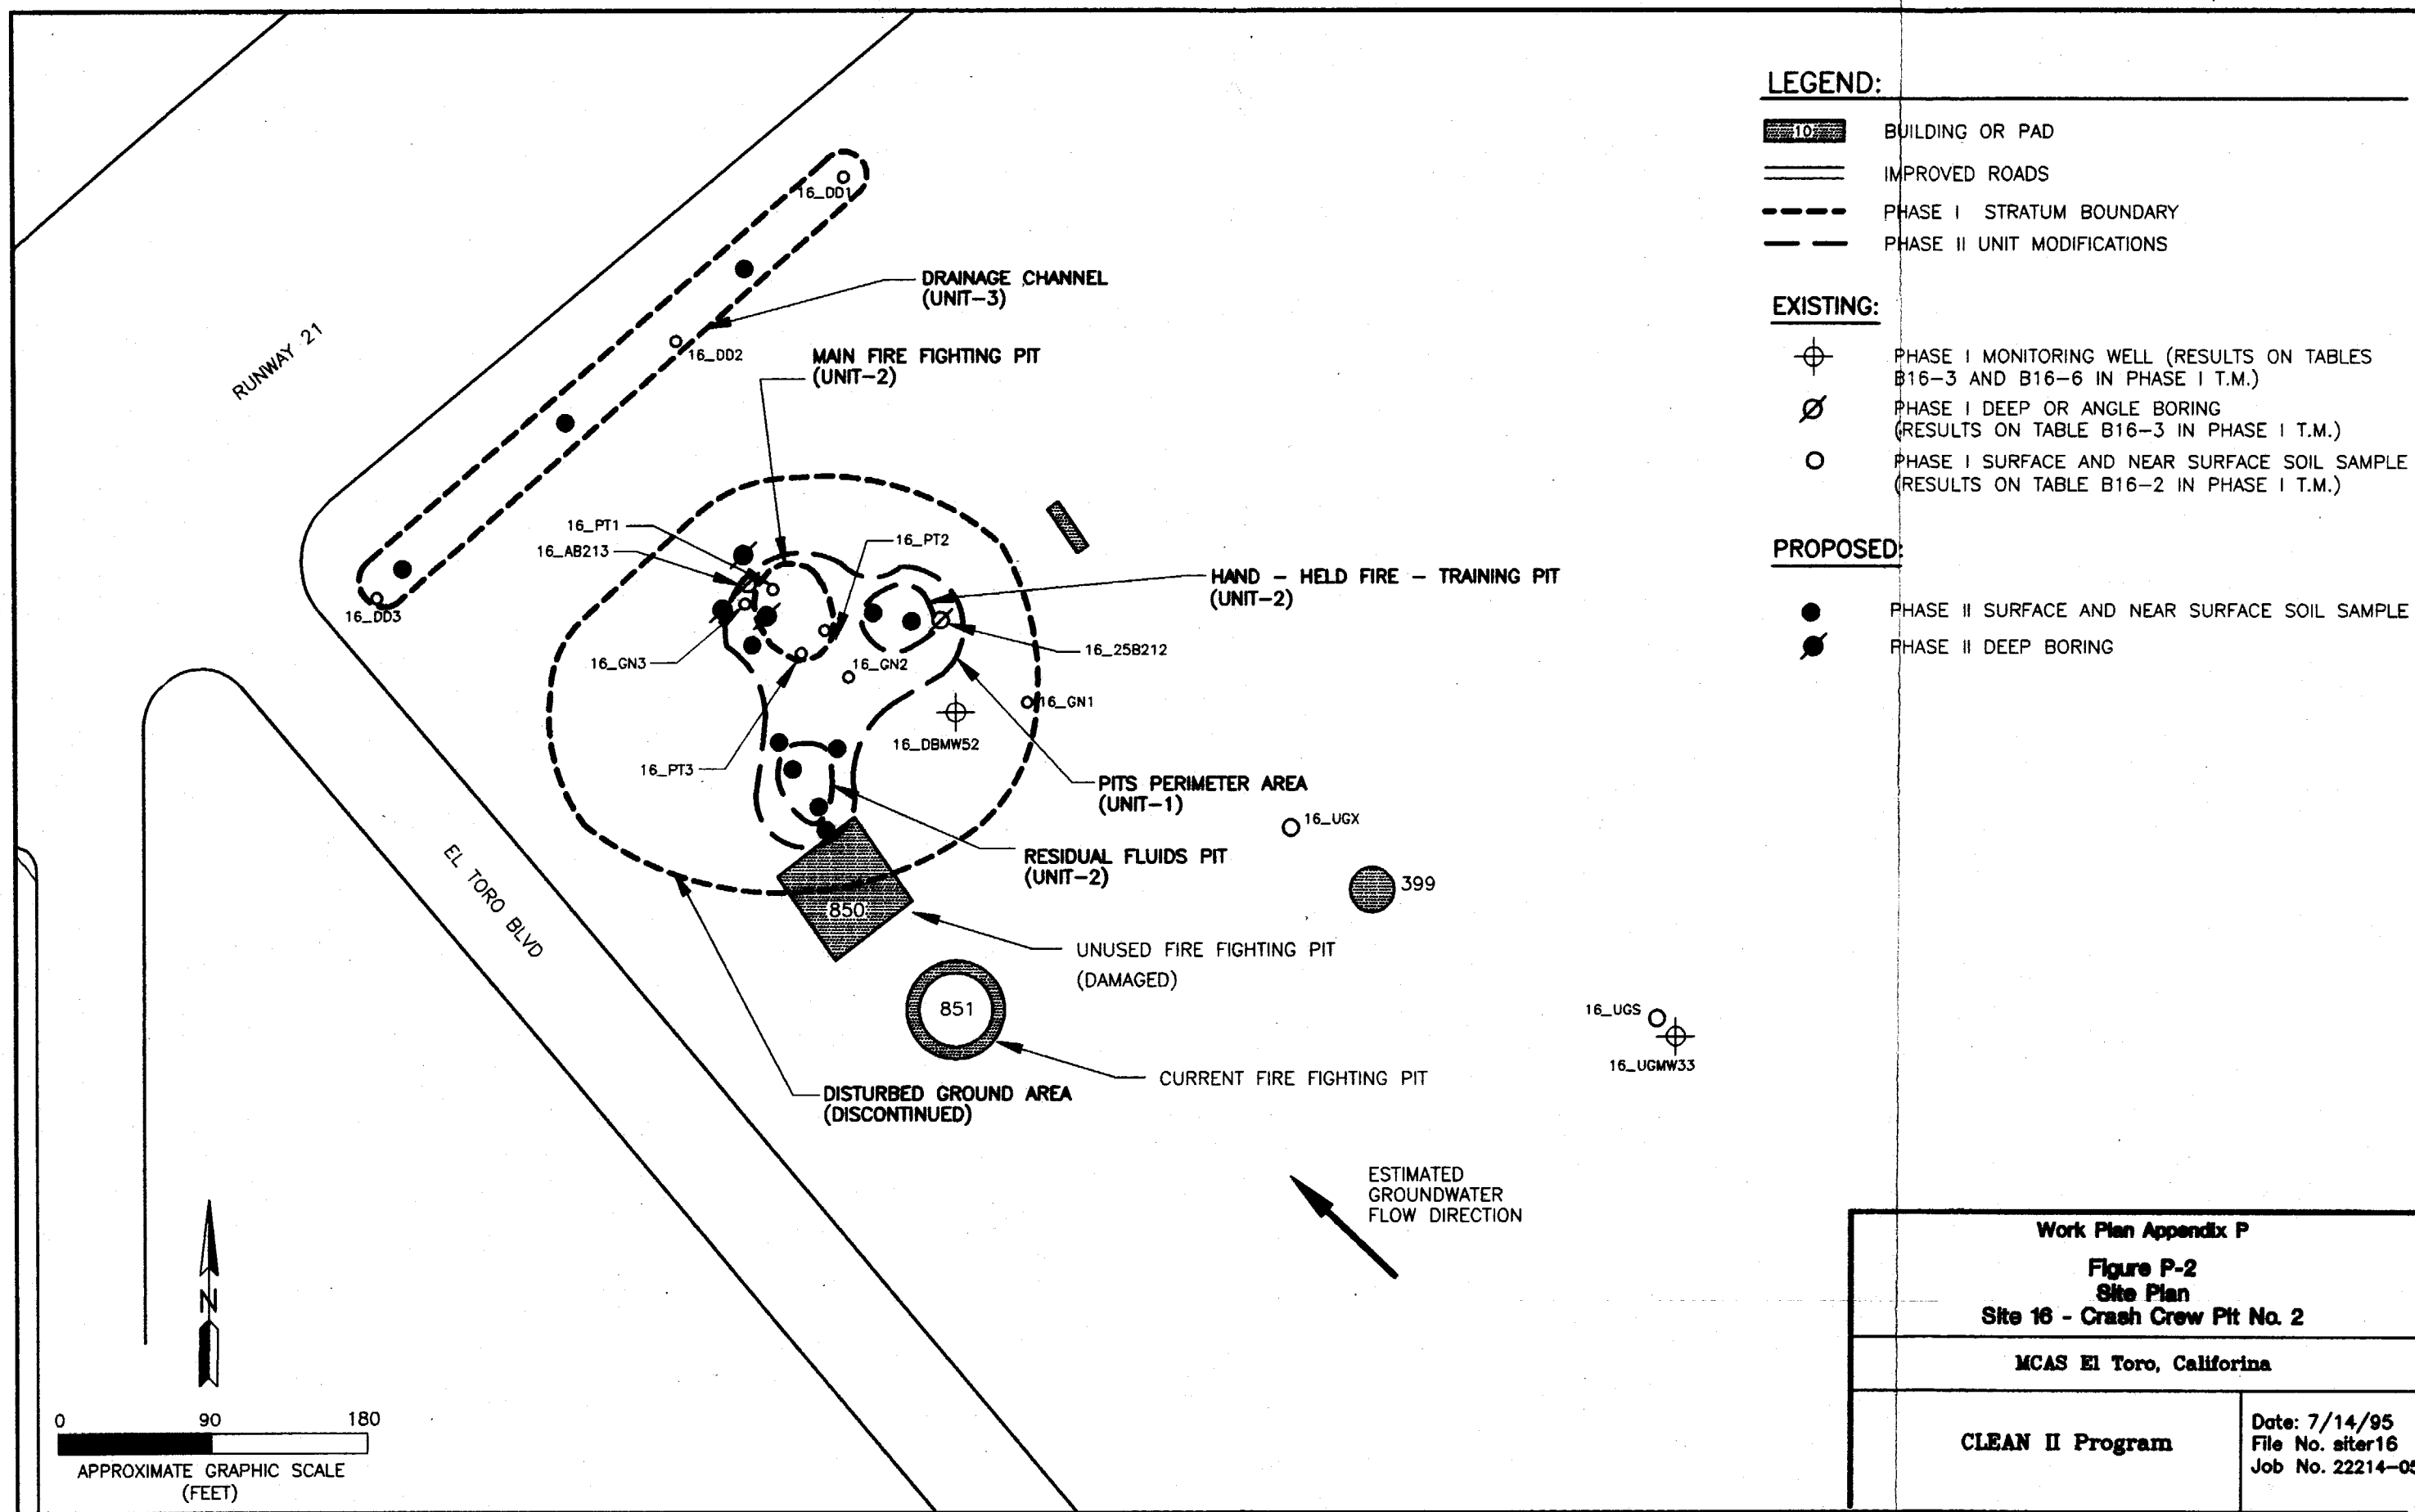 LEGEND:
10
BUILDING OR PAD
IMPROVED ROADS
PHASE I STRATUM BOUNDARY
PHASE II UNIT MODIFICATIONS
EXISTING:
PHASE I MONITORING WELL (RESULTS ON TABLES
B16-3 AND B16-6 IN PHASE I T.M.)
PHASE I DEEP OR ANGLE BORING
(RESULTS ON TABLE B16-3 IN PHASE I T.M.)
PHASE I SURFACE AND NEAR SURFACE SOIL SAMPLE
(RESULTS ON TABLE B16-2 IN PHASE I T.M.)
PROPOSED:
PHASE II SURFACE AND NEAR SURFACE SOIL SAMPLE
PHASE II DEEP BORING
16_DD1
DRAINAGE CHANNEL
(UNIT-3)
RUNWAY 21
16_DD2
MAIN FIRE FIGHTING PIT
(UNIT-2)
16_PT1
16_AB213
16_PT2
HAND - HELD FIRE - TRAINING PIT
(UNIT-2)
16_DD3
16_GN3
16_GN2
16_25B212
16_GN1
16_DBMW52
16_PT3
PITS PERIMETER AREA
(UNIT-1)
16_UGX
RESIDUAL FLUIDS PIT
(UNIT-2)
EL TORO BLVD
399
850
UNUSED FIRE FIGHTING PIT
(DAMAGED)
851
16_UGS
16_UGMW33
CURRENT FIRE FIGHTING PIT
DISTURBED GROUND AREA
(DISCONTINUED)
ESTIMATED
GROUNDWATER
FLOW DIRECTION
N
0 90 180
APPROXIMATE GRAPHIC SCALE
(FEET)
Work Plan Appendix P
Figure P-2
Site Plan
Site 16 - Crash Crew Pit No. 2
MCAS El Toro, Califorina
CLEAN II Program
Date: 7/14/95
File No. siter16
Job No. 22214-05